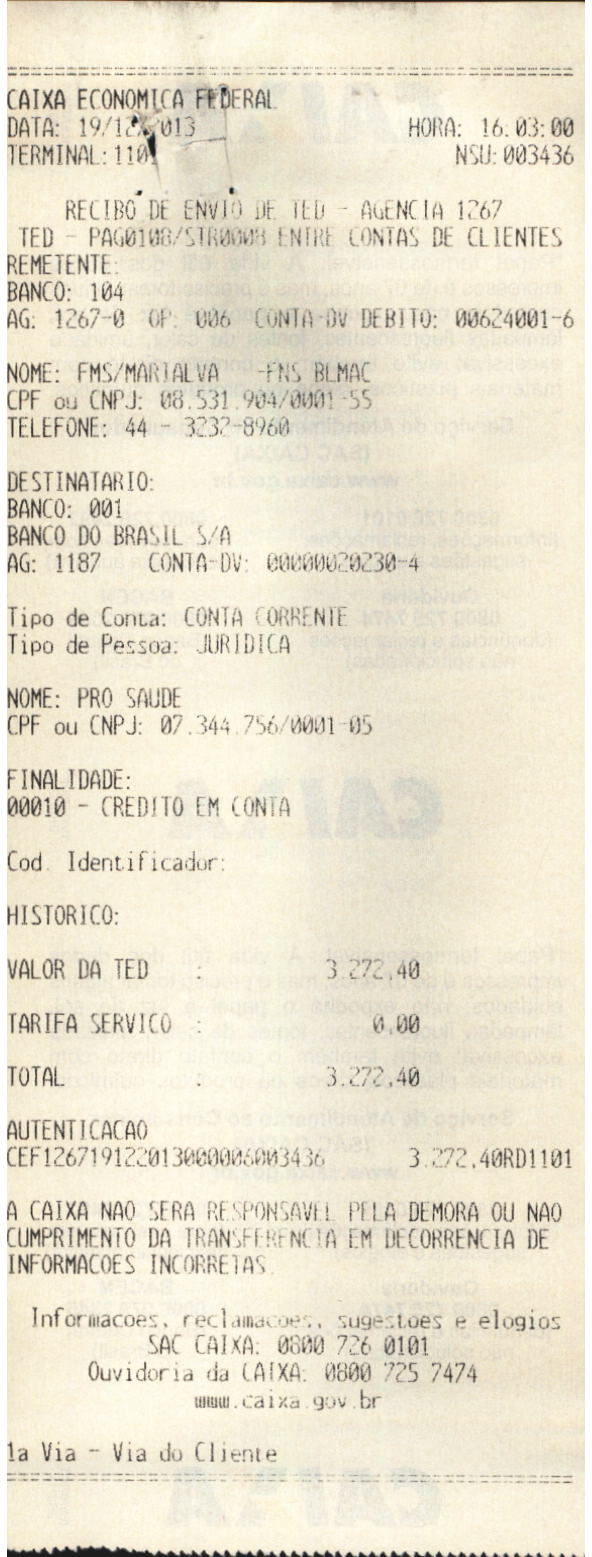 CAIXA ECONOMICA FEDERAL
DATA: 19/12/2013 HORA: 16:03:00
TERMINAL: 1101 NSU:003436
RECIBO DE ENVIO DE TED - AGENCIA 1267
TED - PAG0108/STR0008 ENTRE CONTAS DE CLIENTES
REMETENTE:
BANCO: 104
AG: 1267-0 OP: 006 CONTA-DV DEBITO: 00624001-6
NOME: FMS/MARIALVA -FNS BLMAC
CPF ou CNPJ: 08.531.904/0001-55
TELEFONE: 44 - 3232-8960
DESTINATARIO:
BANCO: 001
BANCO DO BRASIL S/A
AG: 1187 CONTA-DV: 00000020230-4
Tipo de Conta: CONTA CORRENTE
Tipo de Pessoa: JURIDICA
NOME: PRO SAUDE
CPF ou CNPJ: 07.344.756/0001-05
FINALIDADE:
00010 - CREDITO EM CONTA
Cod. Identificador:
HISTORICO:
VALOR DA TED : 3.272,40
TARIFA SERVICO : 0,00
TOTAL : 3.272,40
AUTENTICACAO
CEF1267191220130000006003436 3.272,40RD1101
A CAIXA NAO SERA RESPONSAVEL PELA DEMORA OU NAO
CUMPRIMENTO DA TRANSFERENCIA EM DECORRENCIA DE
INFORMACOES INCORRETAS.
Informacoes, reclamacoes, sugestoes e elogios
SAC CAIXA: 0800 726 0101
Ouvidoria da CAIXA: 0800 725 7474
www.caixa.gov.br
1a Via - Via do Cliente